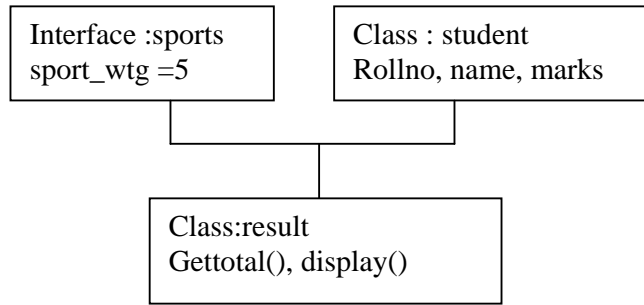 Interface :sports
sport_wtg =5
Class : student
Rollno, name, marks
Class:result
Gettotal(), display()